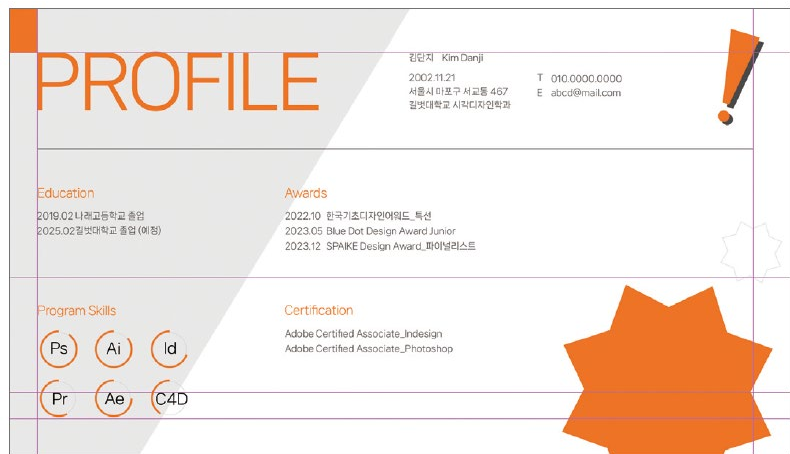 PROFILE
김단지 Kim Danji
2002.11.21
서울시 마포구 서교동 467
길벗대학교 시각디자인학과
T 010.0000.0000
E abcd@mail.com
Education
2019.02 나래고등학교 졸업
2025.02길벗대학교 졸업 (예정)
Awards
2022.10 한국기초디자인어워드_특선
2023.05 Blue Dot Design Award Junior
2023.12 SPAIKE Design Award_파이널리스트
Program Skills
Ps Ai Id
Pr Ae C4D
Certification
Adobe Certified Associate_Indesign
Adobe Certified Associate_Photoshop